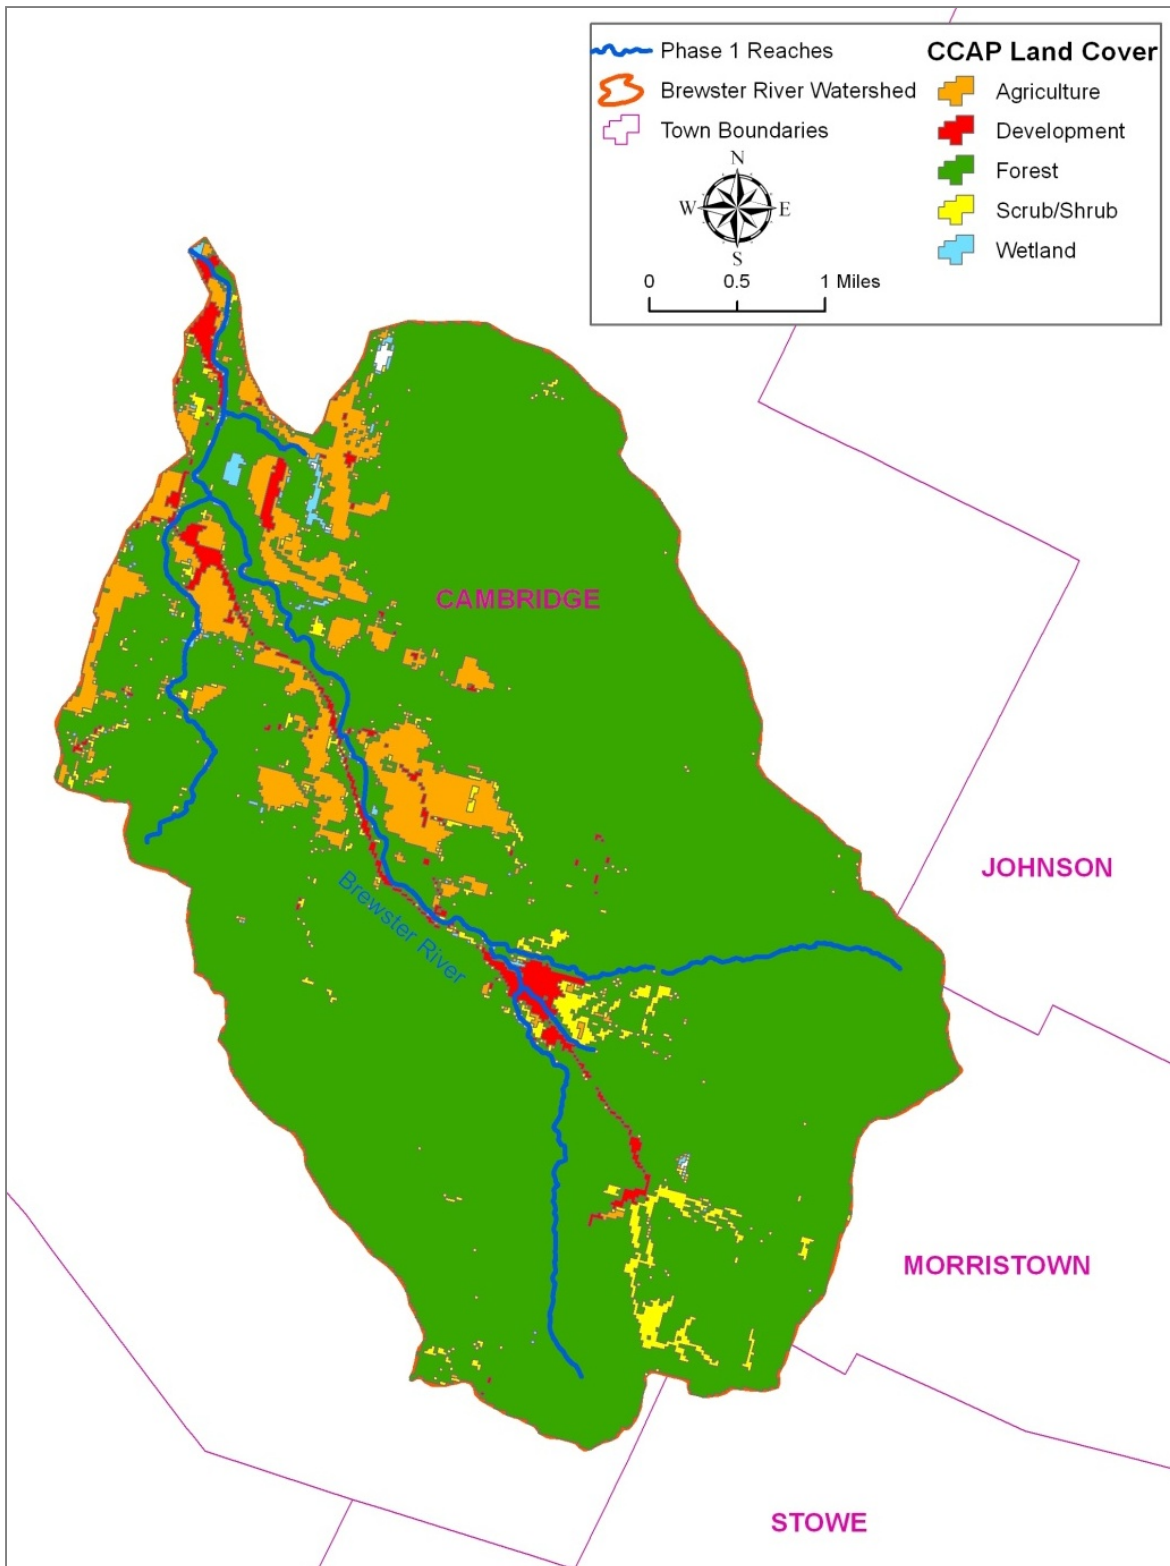 Phase 1 Reaches
Brewster River Watershed
Town Boundaries
CCAP Land Cover
Agriculture
Development
Forest
Scrub/Shrub
Wetland
N
W E
S
0 0.5 1 Miles
CAMBRIDGE
JOHNSON
Brewster River
MORRISTOWN
STOWE